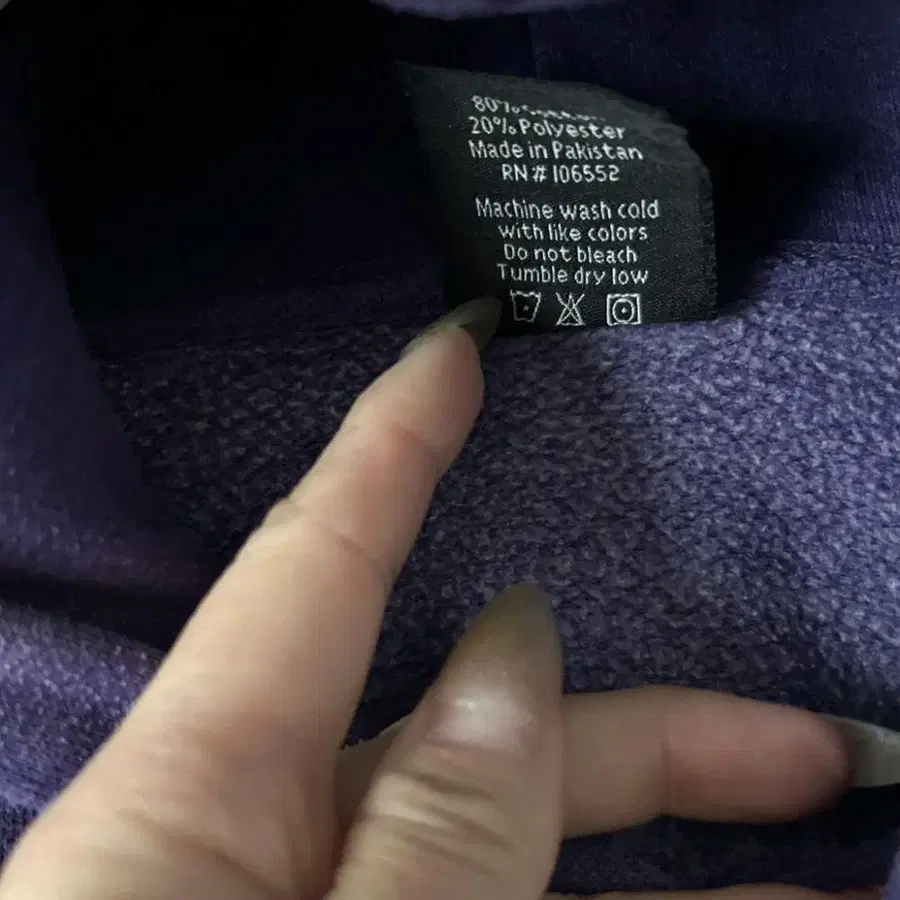 80% Cotton
20% Polyester
Made in Pakistan
RN# 106552
Machine wash cold
with like colors
Do not bleach
Tumble dry low